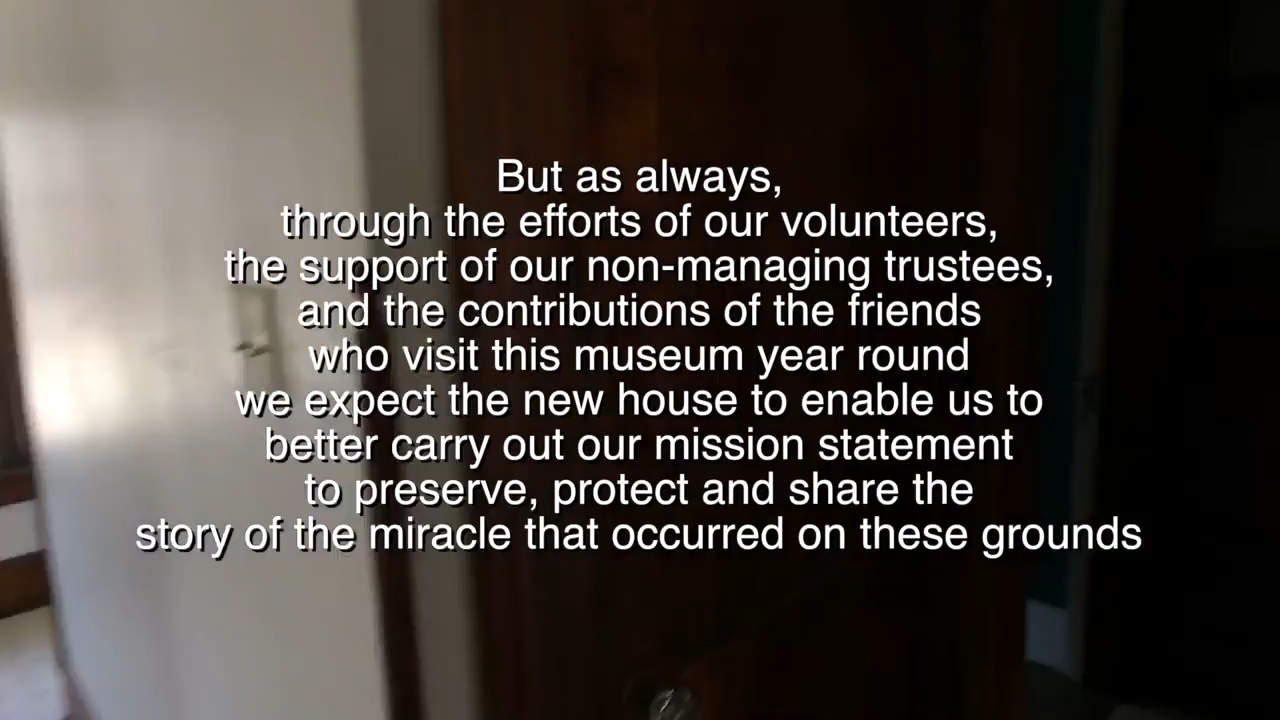 But as always,
through the efforts of our volunteers,
the support of our non-managing trustees,
and the contributions of the friends
who visit this museum year round
we expect the new house to enable us to
better carry out our mission statement
to preserve, protect and share the
story of the miracle that occurred on these grounds